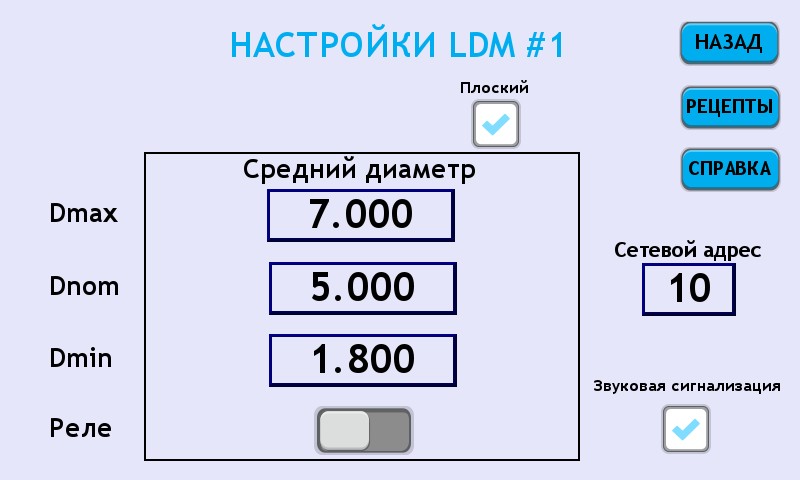 НАСТРОЙКИ LDM #1
НАЗАД
Плоский
РЕЦЕПТЫ
СПРАВКА
Средний диаметр
Dmax 7.000
Сетевой адрес
Dnom 5.000
10
Dmin 1.800
Звуковая сигнализация
Реле